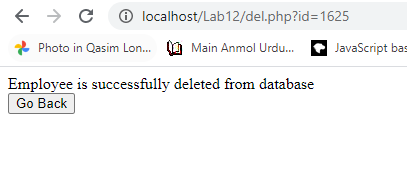 localhost/Lab12/del.php?id=1625
Photo in Qasim Lon... Main Anmol Urdu... JavaScript bas
Employee is successfully deleted from database
Go Back